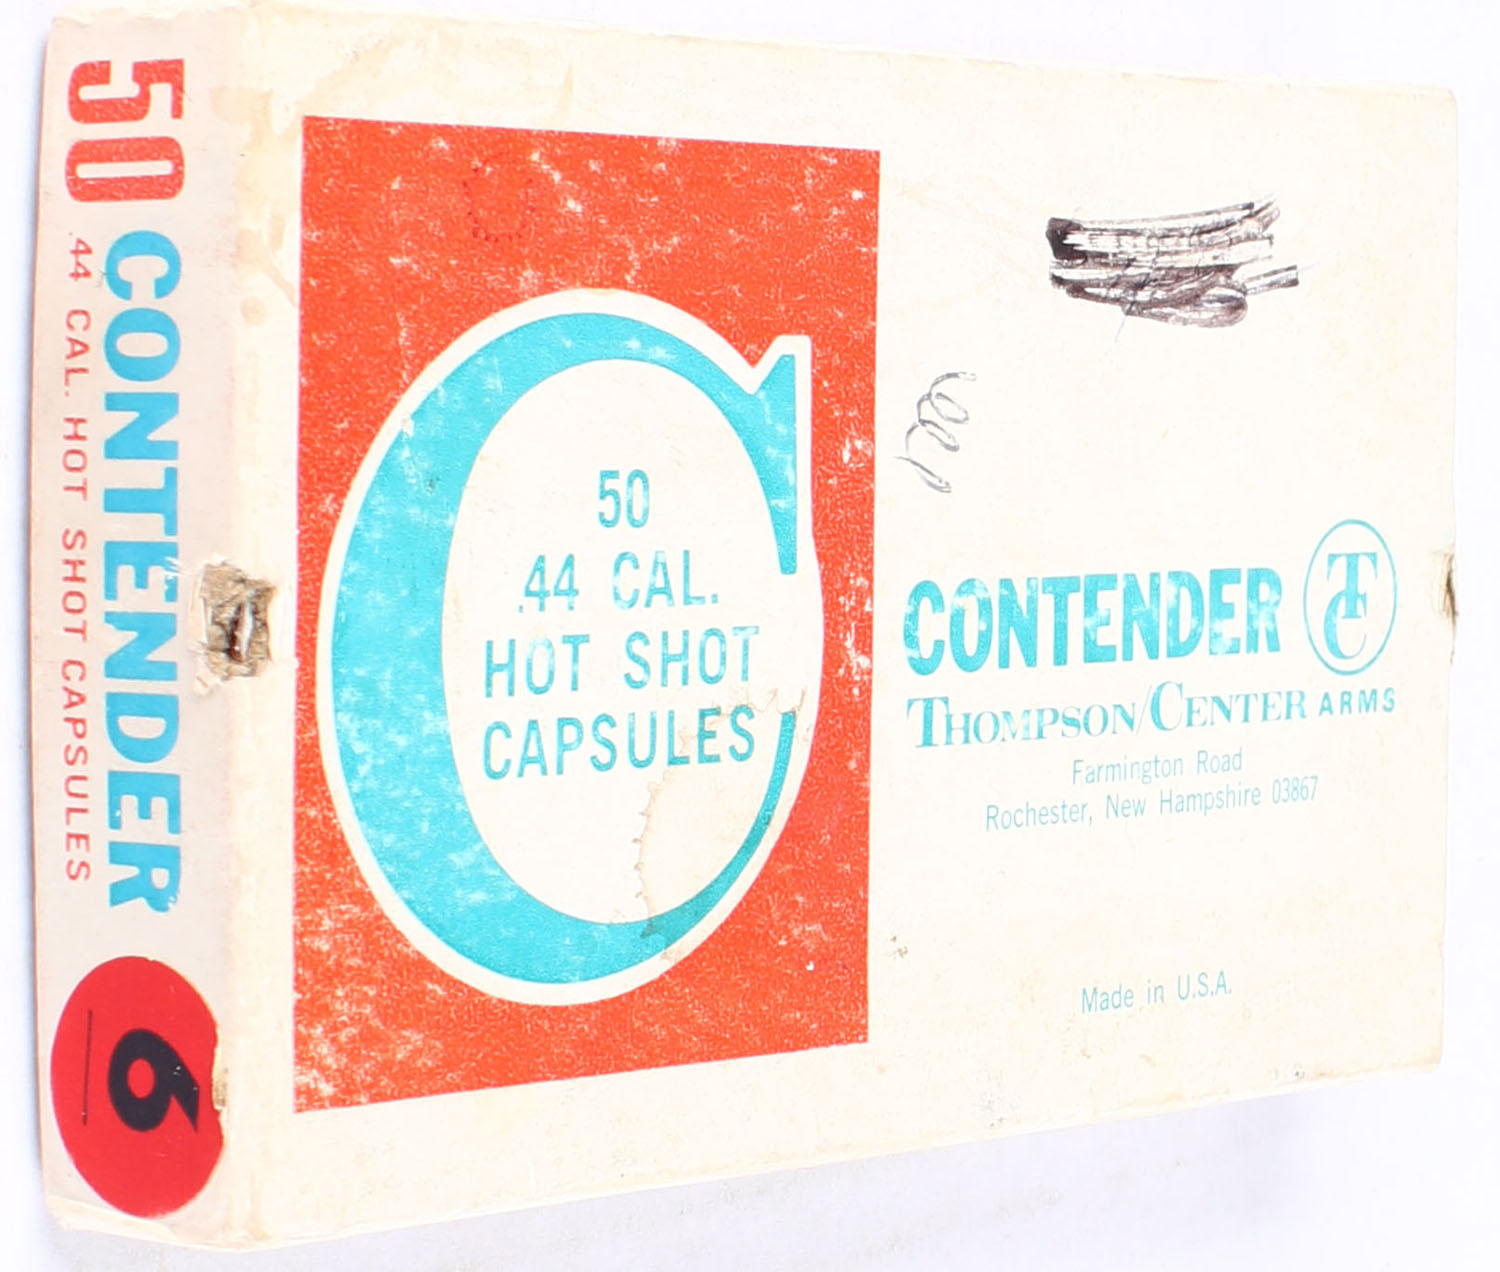 50 CONTENDER 6
.44 CAL. HOT SHOT CAPSULES
50
.44 CAL.
HOT SHOT
CAPSULES
CONTENDER TC
THOMPSON/CENTER ARMS
Farmington Road
Rochester, New Hampshire 03867
Made in U.S.A.